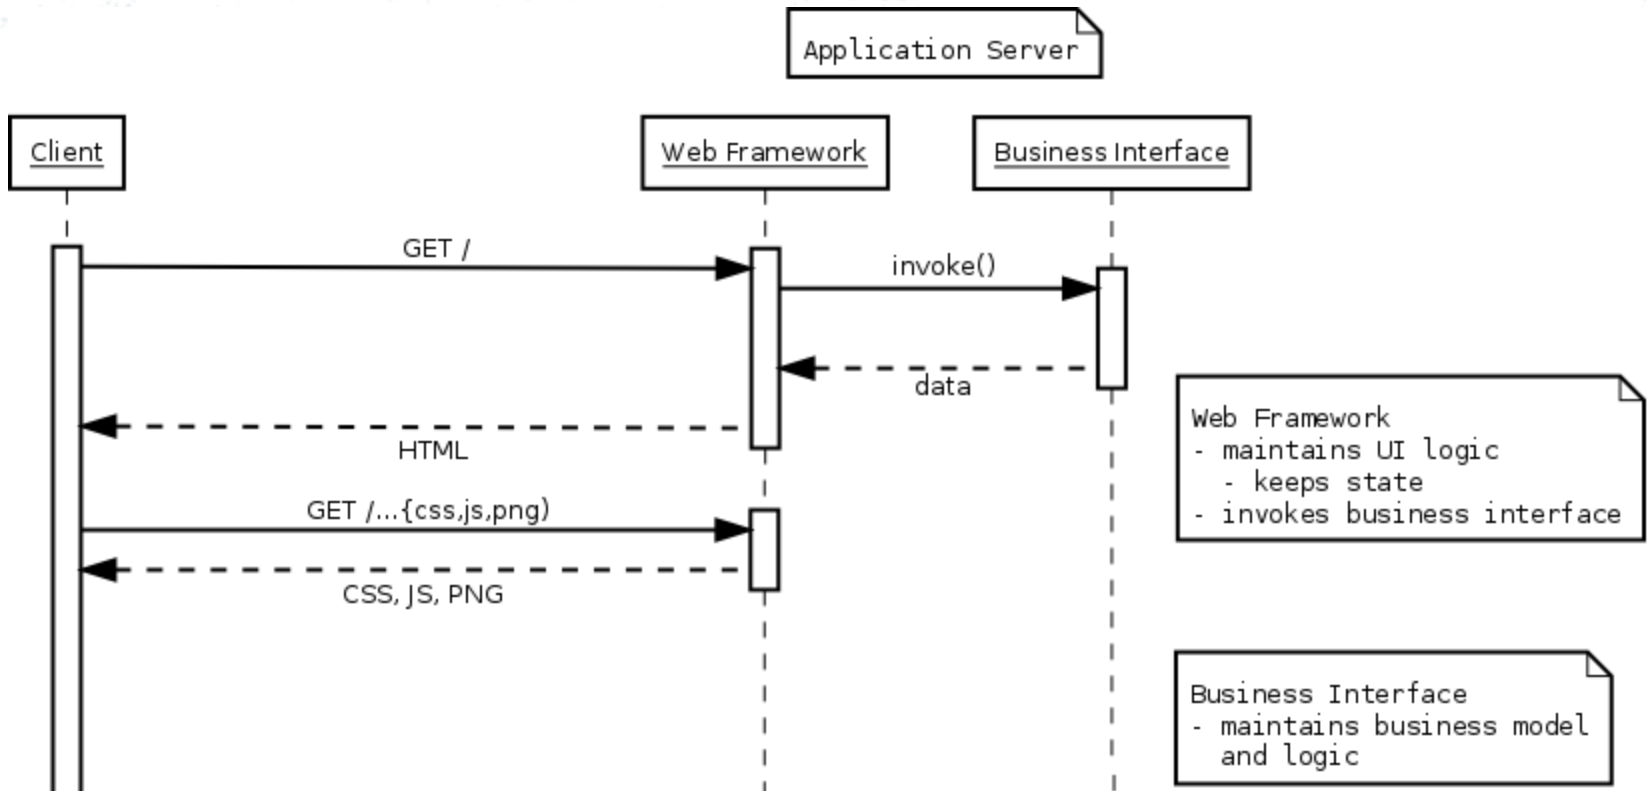 Application Server
Client
Web Framework
Business Interface
GET /
invoke()
data
HTML
GET /...{css,js,png)
CSS, JS, PNG
Web Framework
- maintains UI logic
- keeps state
- invokes business interface
Business Interface
- maintains business model
and logic